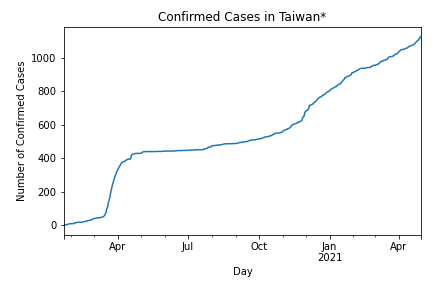 Confirmed Cases in Taiwan*
Number of Confirmed Cases
1000
800
600
400
200
0
Apr
Jul
Oct
Jan
2021
Apr
Day